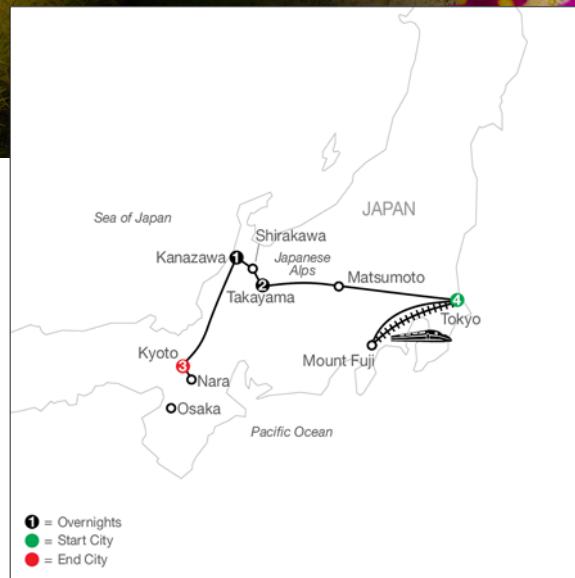 JAPAN
Sea of Japan
Shirakawa
Kanazawa
1
Japanese
Alps
Matsumoto
2
Takayama
4
Tokyo
Kyoto
Mount Fuji
3
Nara
Osaka
Pacific Ocean
1 = Overnights
= Start City
= End City